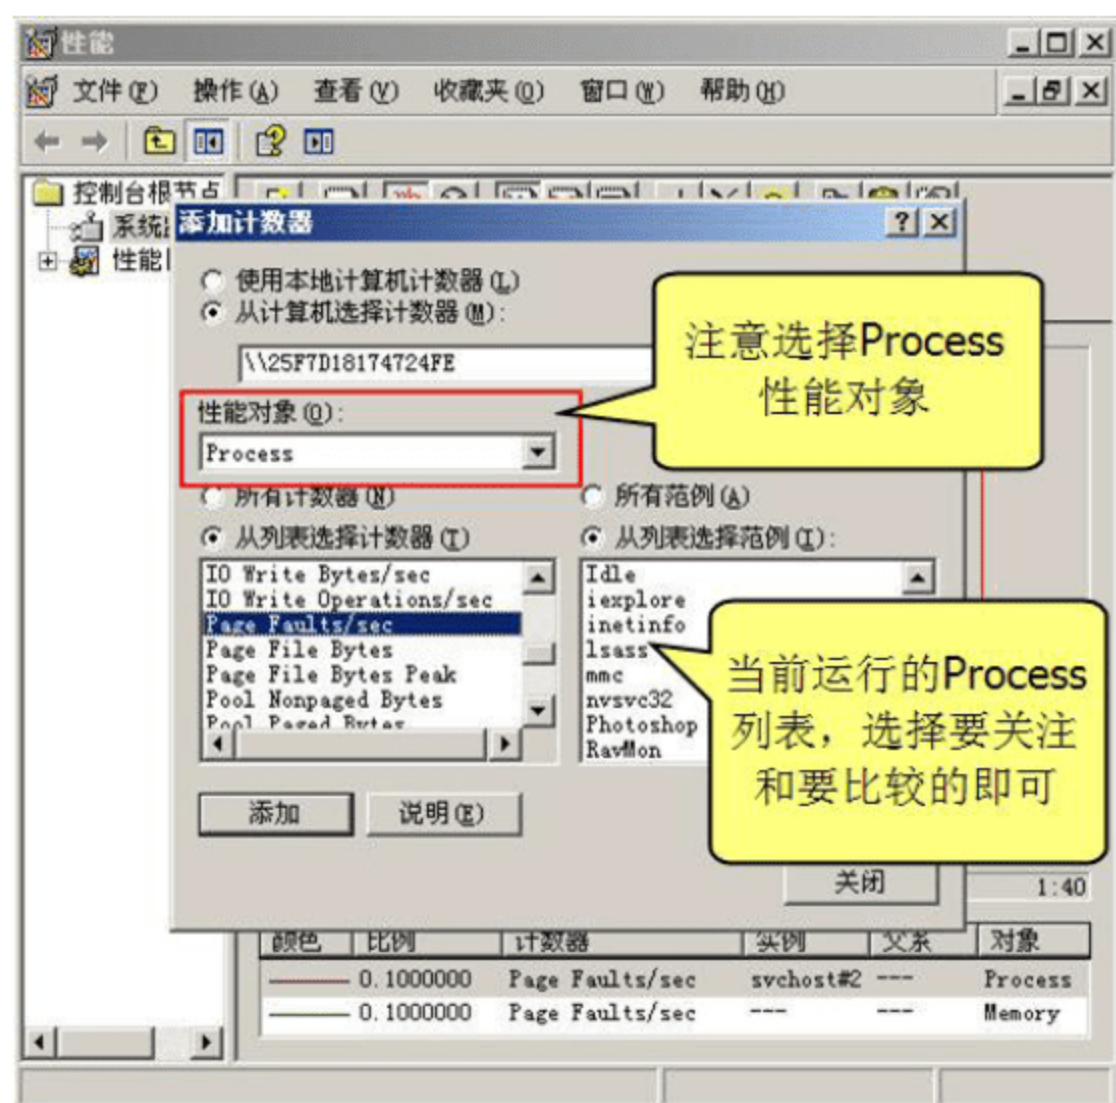 性能
文件(F) 操作(A) 查看(V) 收藏夹(O) 窗口(W) 帮助(H)
控制台根节点
系统
性能
添加计数器
使用本地计算机计数器(L)
从计算机选择计数器(M):
\\25F7D18174724FE
注意选择Process
性能对象
性能对象(O):
Process
所有计数器(N)
所有范例(A)
从列表选择计数器(T)
从列表选择范例(I):
IO Write Bytes/sec
IO Write Operations/sec
Page Faults/sec
Page File Bytes
Page File Bytes Peak
Pool Nonpaged Bytes
Pool Paged Bytes
Idle
iexplore
inetinfo
lsass
mmc
nvsvc32
Photoshop
RavMon
当前运行的Process
列表，选择要关注
和要比较的即可
添加
说明(E)
关闭
1:40
颜色 比例 计数器 实例 父系 对象
0.1000000 Page Faults/sec svchost#2 --- Process
0.1000000 Page Faults/sec --- --- Memory